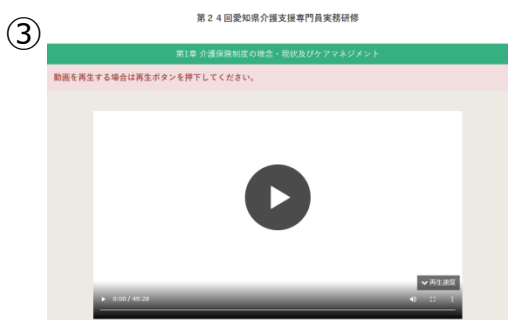 第24回愛知県介護支援専門員実務研修
③
第1章 介護保険制度の理念・現状及びケアマネジメント
動画を再生する場合は再生ボタンを押下してください。
再生速度
0:00 / 49:28